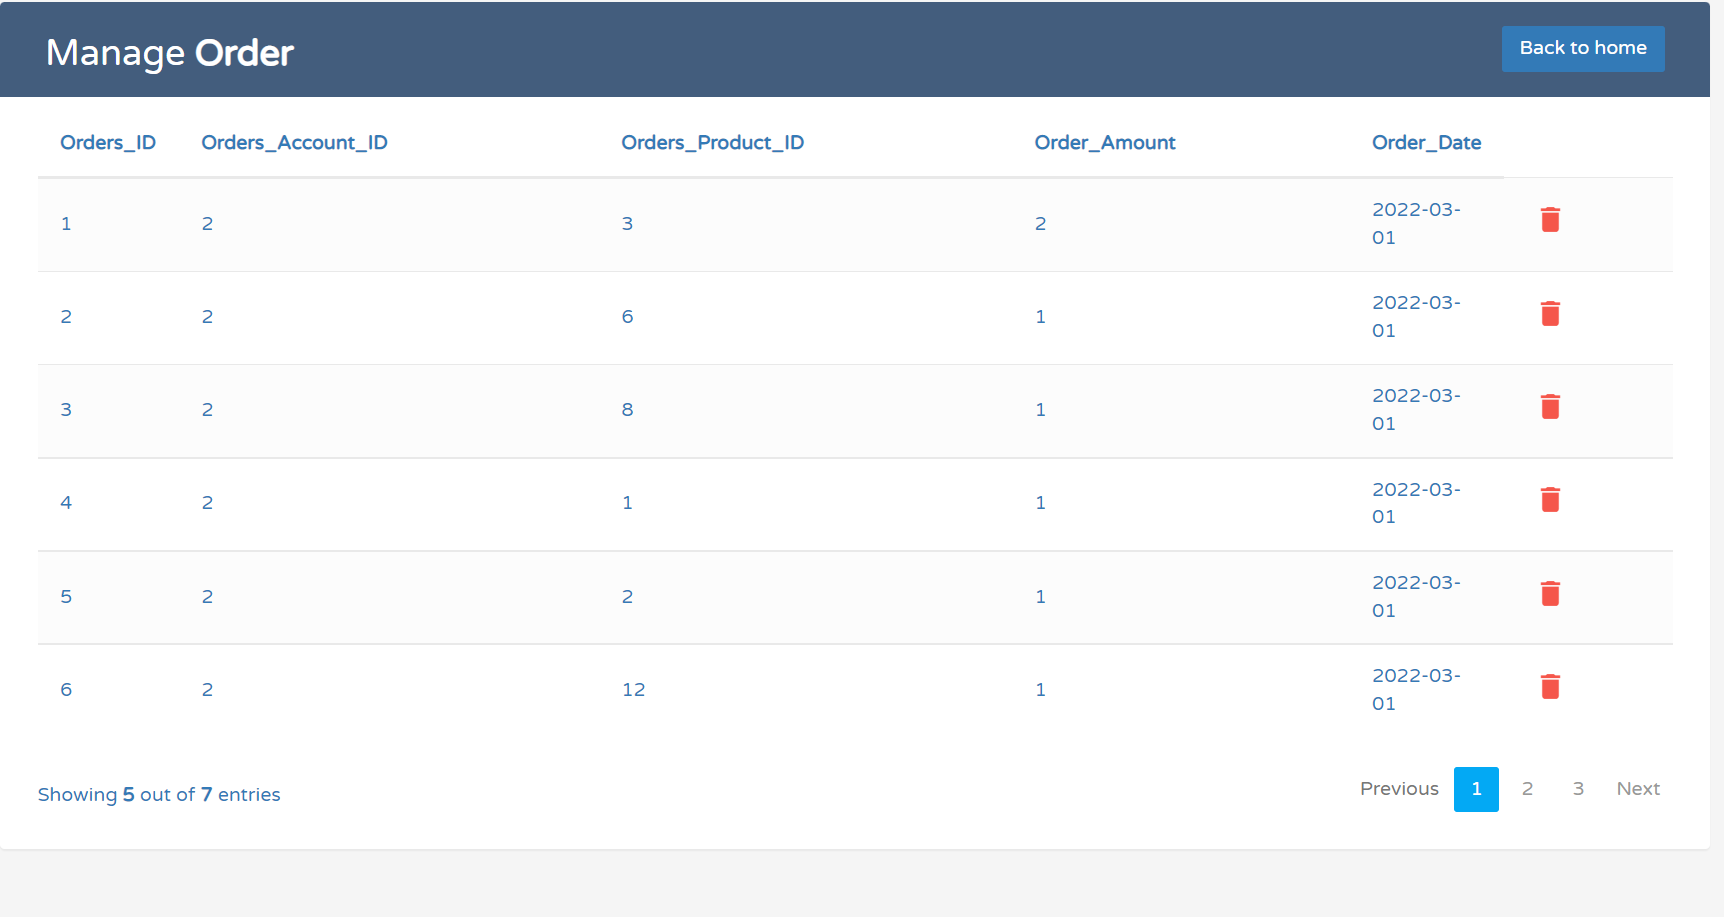 Manage Order
Back to home
Orders_ID Orders_Account_ID Orders_Product_ID Order_Amount Order_Date
1 2 3 2 2022-03-
01
2 2 6 1 2022-03-
01
3 2 8 1 2022-03-
01
4 2 1 1 2022-03-
01
5 2 2 1 2022-03-
01
6 2 12 1 2022-03-
01
Showing 5 out of 7 entries
Previous 1 2 3 Next